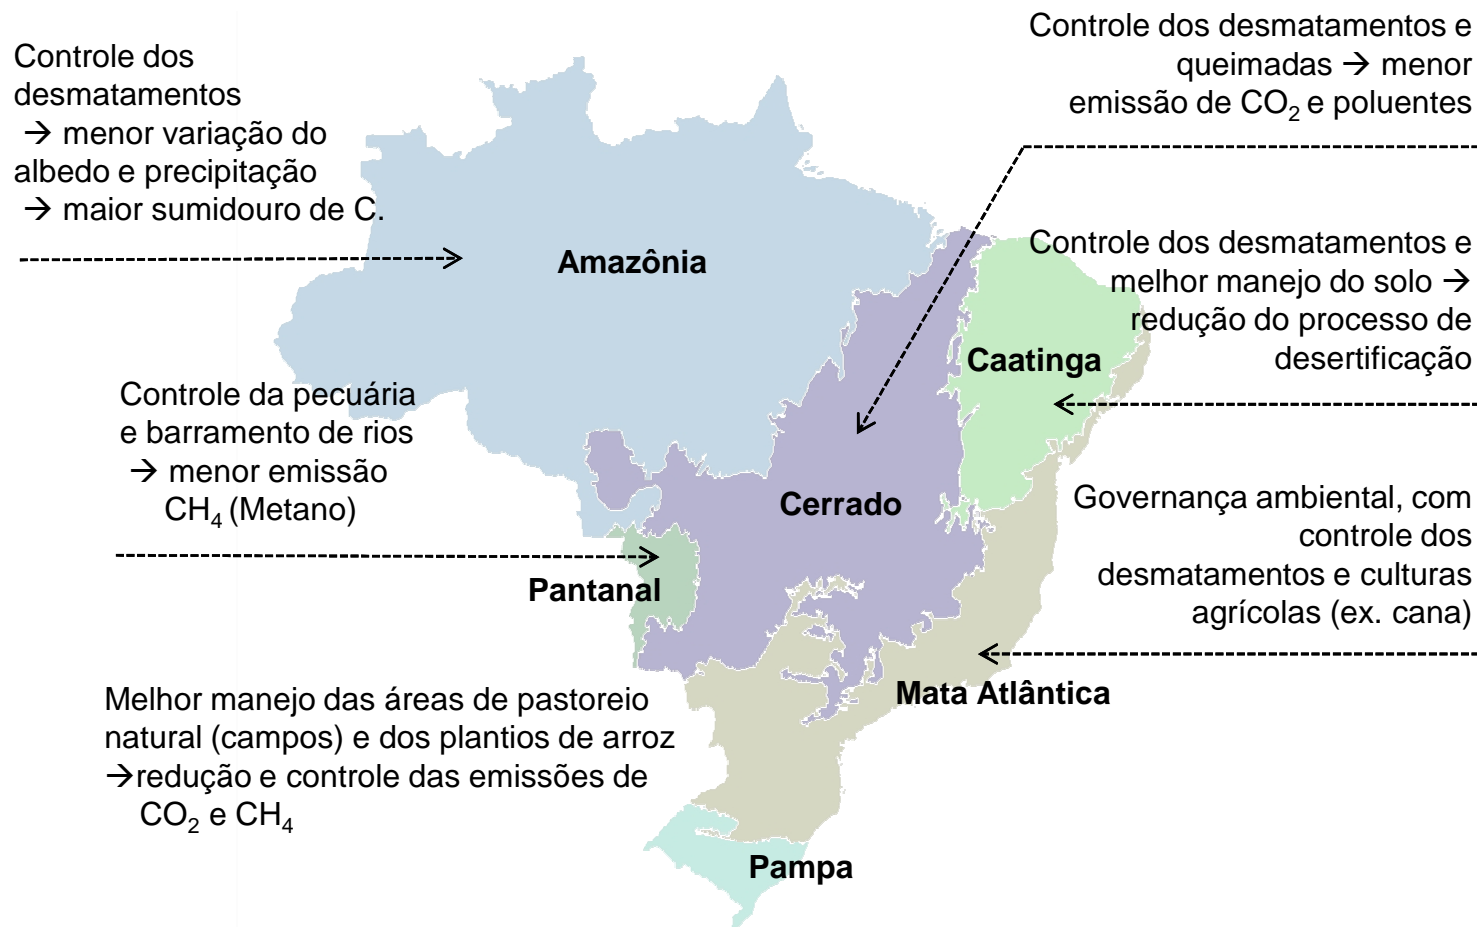 Controle dos
desmatamentos
→ menor variação do
albedo e precipitação
→ maior sumidouro de C.
Controle dos desmatamentos e
queimadas → menor
emissão de CO₂ e poluentes
Amazônia
Controle dos desmatamentos e
melhor manejo do solo →
redução do processo de
desertificação
Caatinga
Controle da pecuária
e barramento de rios
→ menor emissão
CH₄ (Metano)
Cerrado
Governança ambiental, com
controle dos
desmatamentos e culturas
agrícolas (ex. cana)
Pantanal
Mata Atlântica
Melhor manejo das áreas de pastoreio
natural (campos) e dos plantios de arroz
→redução e controle das emissões de
CO₂ e CH₄
Pampa